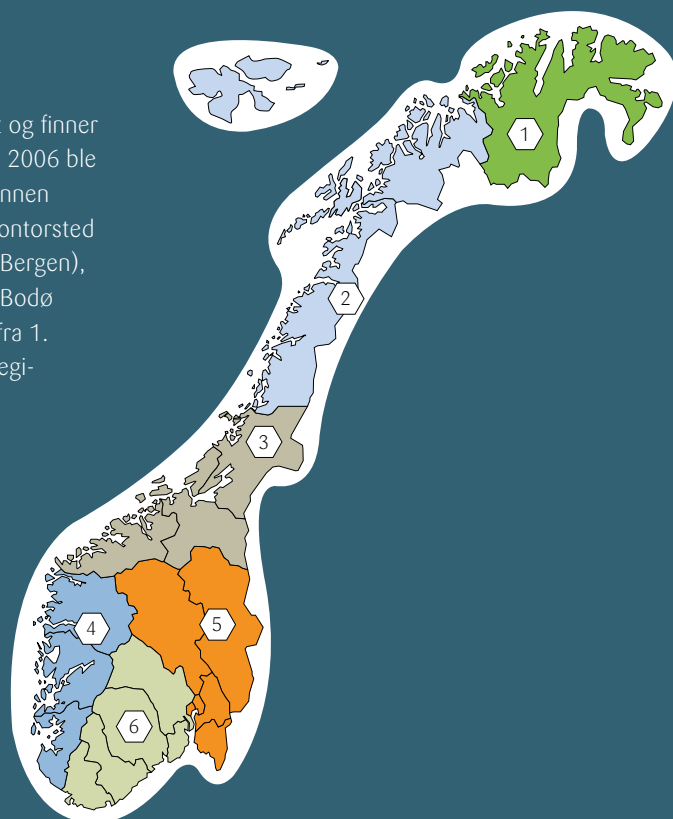 og finner
2006 ble
nnen
ontorsted
Bergen),
Bodø
fra 1.
egi-
1
2
3
4
5
6